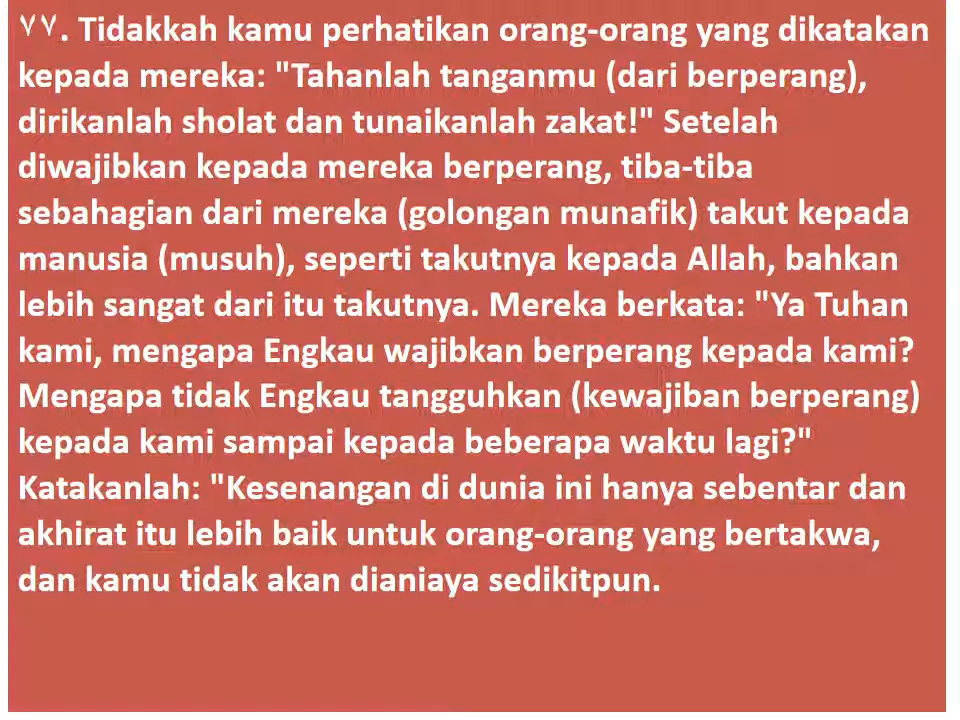 ٧٧. Tidakkah kamu perhatikan orang-orang yang dikatakan
kepada mereka: "Tahanlah tanganmu (dari berperang),
dirikanlah sholat dan tunaikanlah zakat!" Setelah
diwajibkan kepada mereka berperang, tiba-tiba
sebahagian dari mereka (golongan munafik) takut kepada
manusia (musuh), seperti takutnya kepada Allah, bahkan
lebih sangat dari itu takutnya. Mereka berkata: "Ya Tuhan
kami, mengapa Engkau wajibkan berperang kepada kami?
Mengapa tidak Engkau tangguhkan (kewajiban berperang)
kepada kami sampai kepada beberapa waktu lagi?"
Katakanlah: "Kesenangan di dunia ini hanya sebentar dan
akhirat itu lebih baik untuk orang-orang yang bertakwa,
dan kamu tidak akan dianiaya sedikitpun.